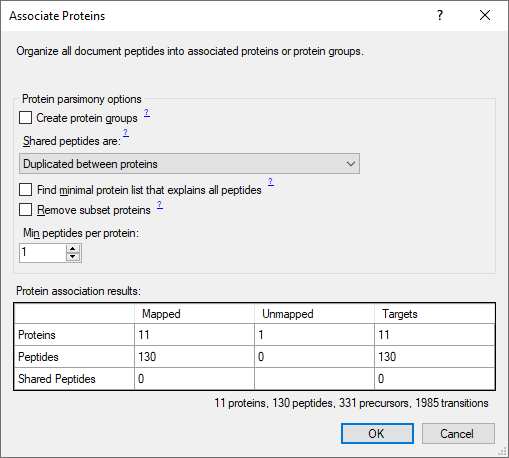 Associate Proteins
?
Organize all document peptides into associated proteins or protein groups.
Protein parsimony options
Create protein groups ?
Shared peptides are: ?
Duplicated between proteins
Find minimal protein list that explains all peptides ?
Remove subset proteins ?
Min peptides per protein:
1
Protein association results:
Mapped Unmapped Targets
Proteins 11 1 11
Peptides 130 0 130
Shared Peptides 0 0
11 proteins, 130 peptides, 331 precursors, 1985 transitions
OK Cancel